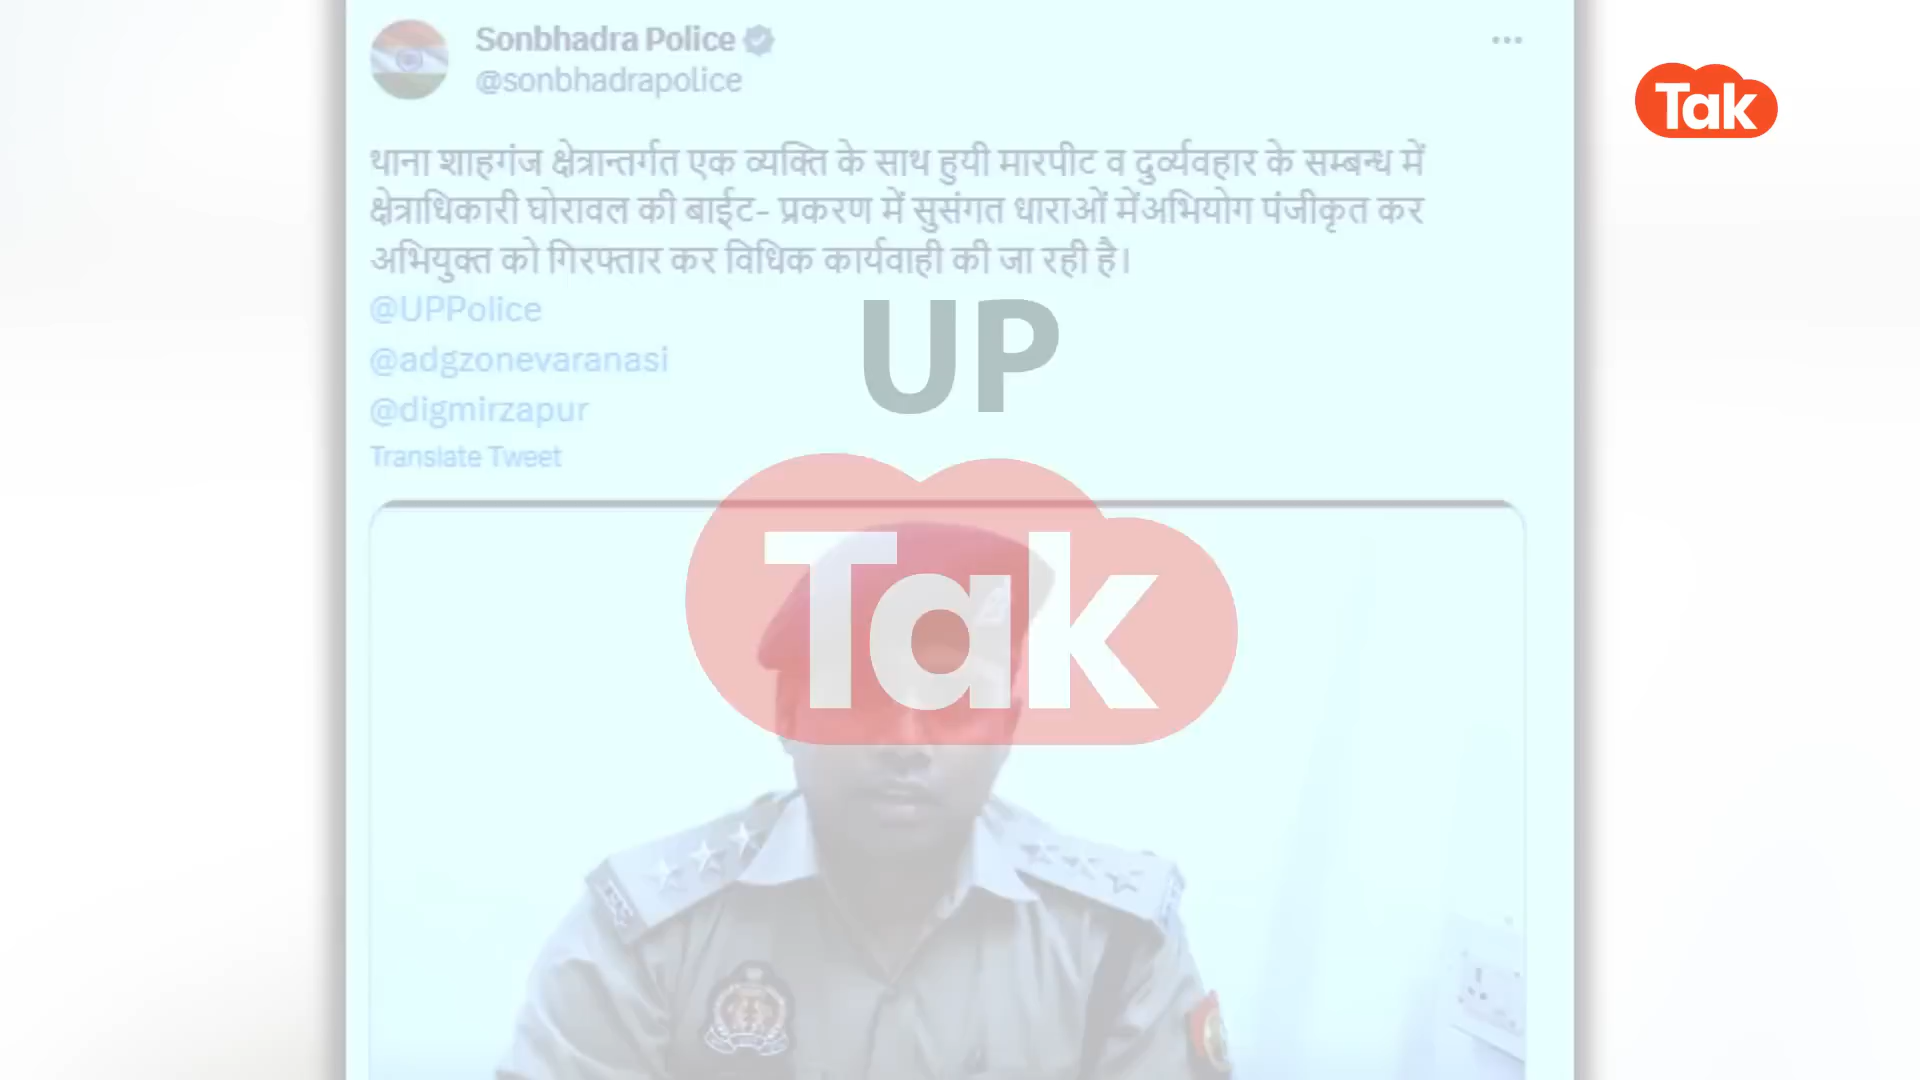 Sonbhadra Police
@sonbhadrapolice
Tak
थाना शाहगंज क्षेत्रान्तर्गत एक व्यक्ति के साथ हुयी मारपीट व दुर्व्यवहार के सम्बन्ध में
क्षेत्राधिकारी घोरावल की बाईट- प्रकरण में सुसंगत धाराओं मेंअभियोग पंजीकृत कर
अभियुक्त को गिरफ्तार कर विधिक कार्यवाही की जा रही है।
@UPPolice
@adgzonevaranasi
@digmirzapur
Translate Tweet
UP
Tak